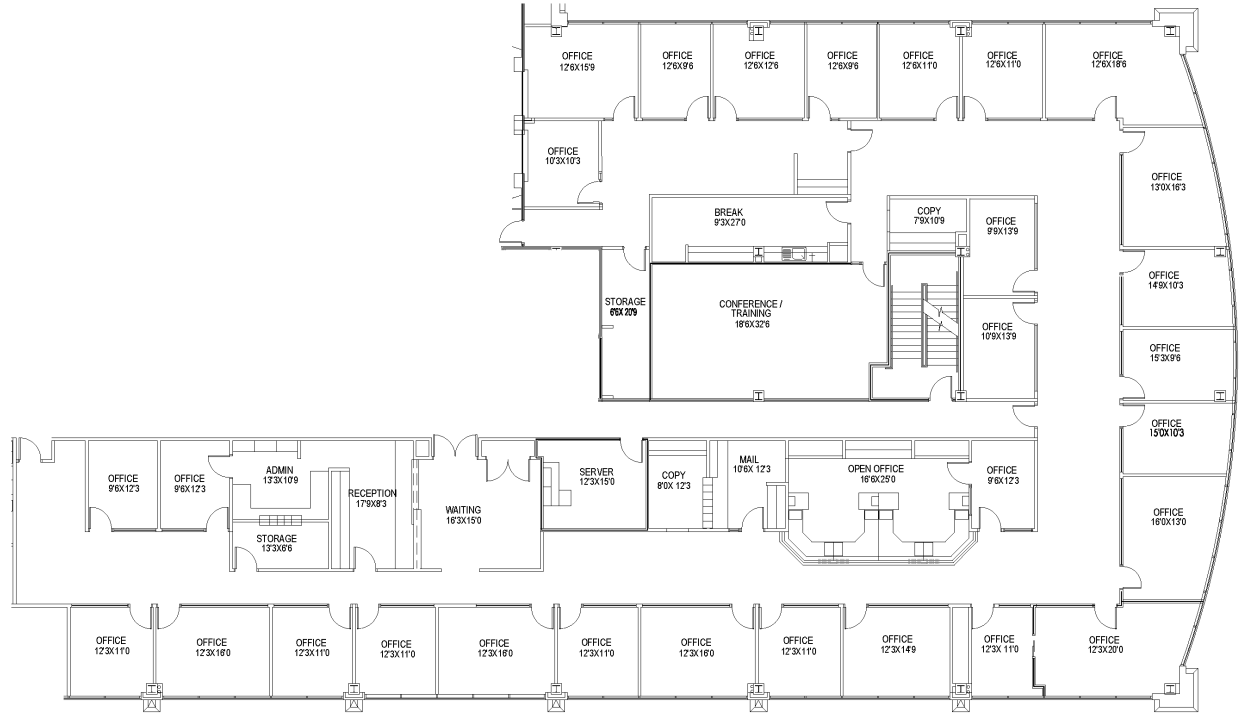 OFFICE
12'6X15'9
OFFICE
12'6X9'6
OFFICE
12'6X12'6
OFFICE
12'6X9'6
OFFICE
12'6X11'0
OFFICE
12'6X11'0
OFFICE
12'6X18'6
OFFICE
10'3X10'3
OFFICE
13'0X16'3
BREAK
9'3X27'0
COPY
7'9X10'9
OFFICE
9'9X13'9
OFFICE
14'9X10'3
STORAGE
6'6X 20'9
CONFERENCE /
TRAINING
18'6X32'6
OFFICE
10'9X13'9
OFFICE
15'3X9'6
OFFICE
15'0X10'3
OFFICE
9'6X12'3
OFFICE
9'6X12'3
ADMIN
13'3X10'9
RECEPTION
17'9X8'3
WAITING
16'3X15'0
SERVER
12'3X15'0
COPY
8'0X 12'3
MAIL
10'6X 12'3
OPEN OFFICE
16'6X25'0
OFFICE
9'6X12'3
OFFICE
16'0X13'0
STORAGE
13'3X6'6
OFFICE
12'3X11'0
OFFICE
12'3X16'0
OFFICE
12'3X11'0
OFFICE
12'3X11'0
OFFICE
12'3X16'0
OFFICE
12'3X11'0
OFFICE
12'3X16'0
OFFICE
12'3X11'0
OFFICE
12'3X14'9
OFFICE
12'3X 11'0
OFFICE
12'3X20'0